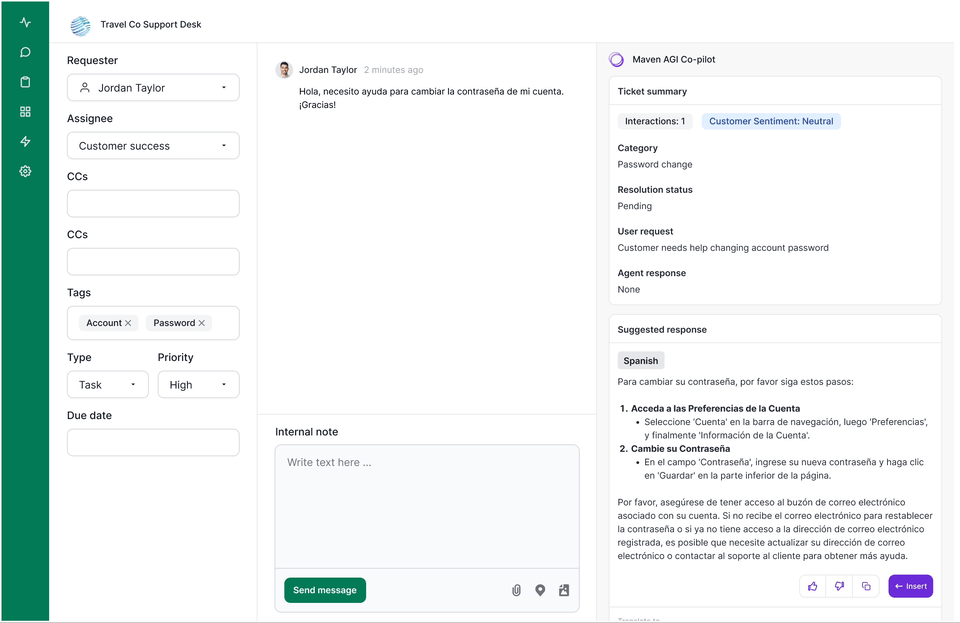 Travel Co Support Desk
Requester
Jordan Taylor
Assignee
Customer success
CCs
CCs
Tags
Account
Password
Type
Priority
Task
High
Due date
Jordan Taylor 2 minutes ago
Hola, necesito ayuda para cambiar la contraseña de mi cuenta.
¡Gracias!
Internal note
Write text here ...
Send message
Maven AGI Co-pilot
Ticket summary
Interactions: 1
Customer Sentiment: Neutral
Category
Password change
Resolution status
Pending
User request
Customer needs help changing account password
Agent response
None
Suggested response
Spanish
Para cambiar su contraseña, por favor siga estos pasos:
1. Acceda a las Preferencias de la Cuenta
• Seleccione 'Cuenta' en la barra de navegación, luego 'Preferencias',
y finalmente 'Información de la Cuenta'.
2. Cambie su Contraseña
• En el campo 'Contraseña', ingrese su nueva contraseña y haga clic
en 'Guardar' en la parte inferior de la página.
Por favor, asegúrese de tener acceso al buzón de correo electrónico
asociado con su cuenta. Si no recibe el correo electrónico para restablecer
la contraseña o si ya no tiene acceso a la dirección de correo electrónico
registrada, es posible que necesite actualizar su dirección de correo
electrónico o contactar al soporte al cliente para obtener más ayuda.
Insert
Translate to